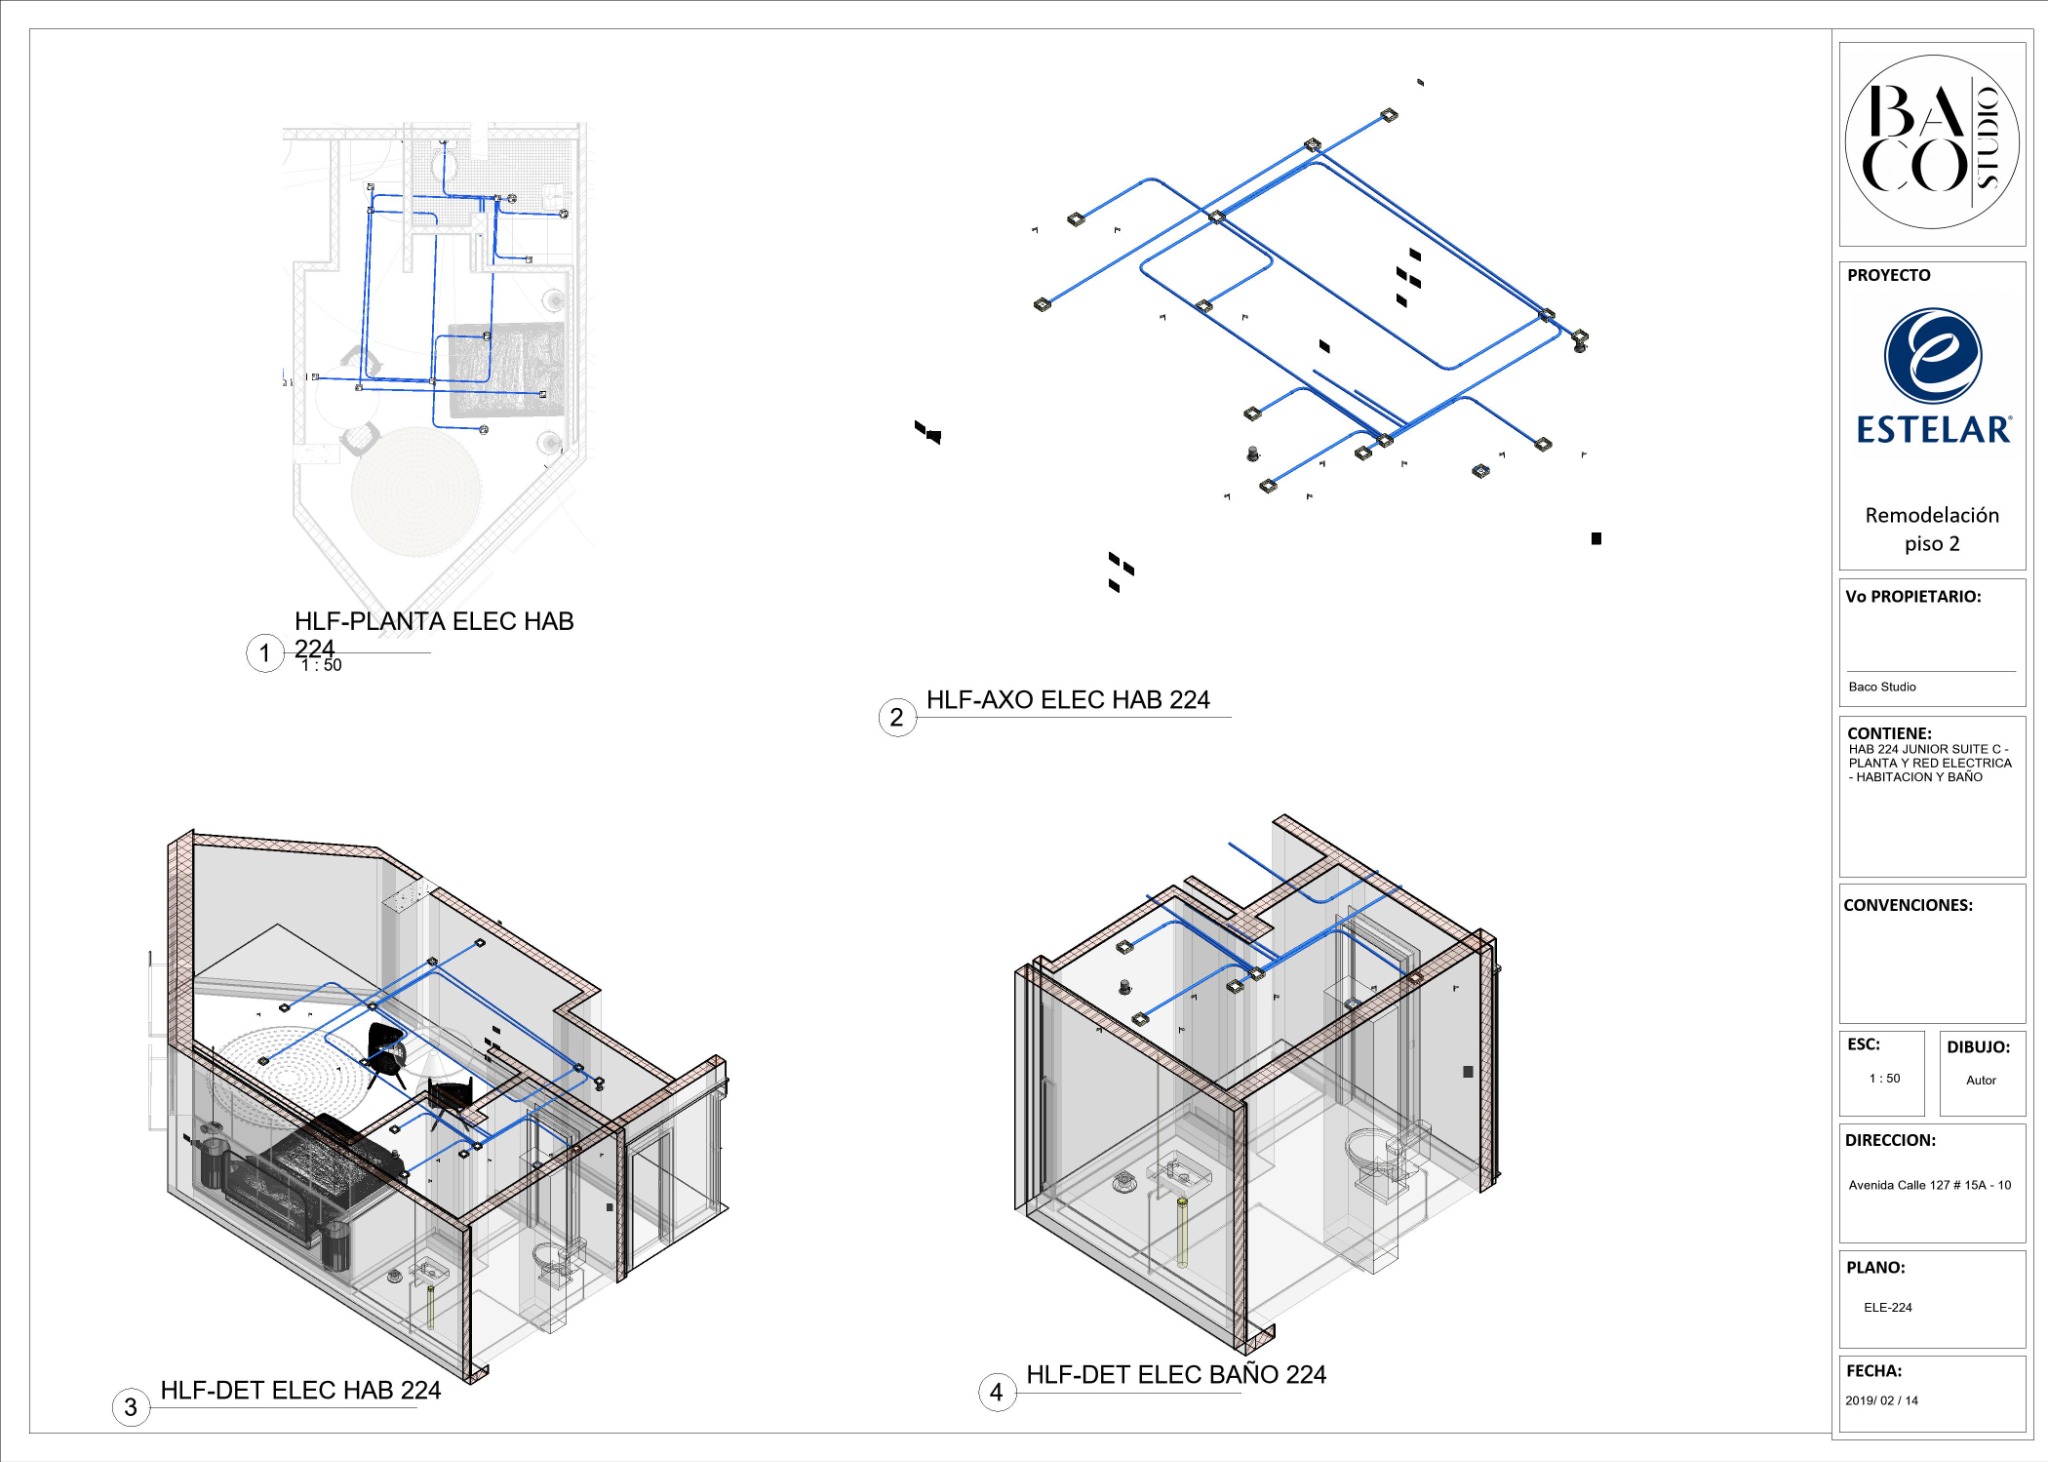 HLF-PLANTA ELEC HAB
224
1
1 : 50
2
HLF-AXO ELEC HAB 224
3
HLF-DET ELEC HAB 224
4
HLF-DET ELEC BAÑO 224
BA
CO
STUDIO
PROYECTO
ESTELAR
Remodelación
piso 2
Vo PROPIETARIO:
Baco Studio
CONTIENE:
HAB 224 JUNIOR SUITE C -
PLANTA Y RED ELECTRICA
- HABITACION Y BAÑO
CONVENCIONES:
ESC:
1 : 50
DIBUJO:
Autor
DIRECCION:
Avenida Calle 127 # 15A - 10
PLANO:
ELE-224
FECHA:
2019/ 02 / 14